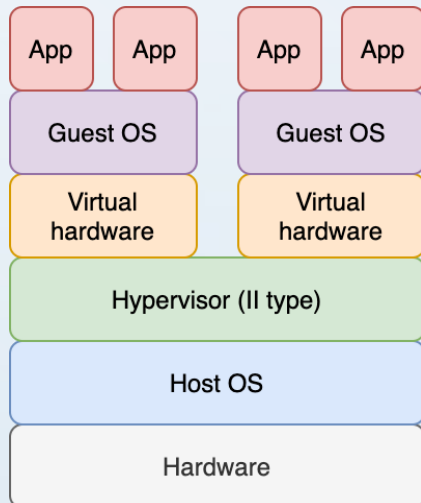 App
App
App
App
Guest OS
Guest OS
Virtual
hardware
Virtual
hardware
Hypervisor (II type)
Host OS
Hardware